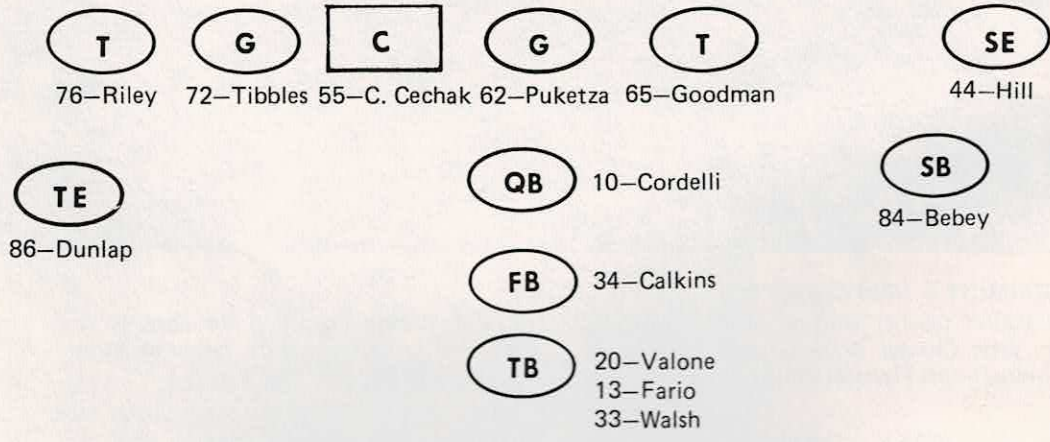 T G C G T SE
76—Riley 72—Tibbles 55—C. Cechak 62—Puketza 65—Goodman 44—Hill
TE QB 10—Cordelli SB
86—Dunlap 84—Bebey
FB 34—Calkins
TB 20—Valone
13—Fario
33—Walsh